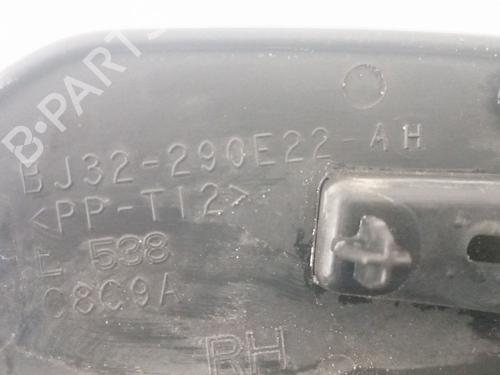 B-PARTS
BJ32-290E22-AH
<PP-T12>
L 538
C8C9A
RH